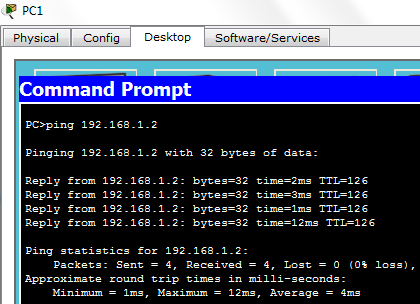 PC1
Physical Config Desktop Software/Services
Command Prompt
PC>ping 192.168.1.2
Pinging 192.168.1.2 with 32 bytes of data:
Reply from 192.168.1.2: bytes=32 time=2ms TTL=126
Reply from 192.168.1.2: bytes=32 time=3ms TTL=126
Reply from 192.168.1.2: bytes=32 time=1ms TTL=126
Reply from 192.168.1.2: bytes=32 time=12ms TTL=126
Ping statistics for 192.168.1.2:
Packets: Sent = 4, Received = 4, Lost = 0 (0% loss),
Approximate round trip times in milli-seconds:
Minimum = 1ms, Maximum = 12ms, Average = 4ms